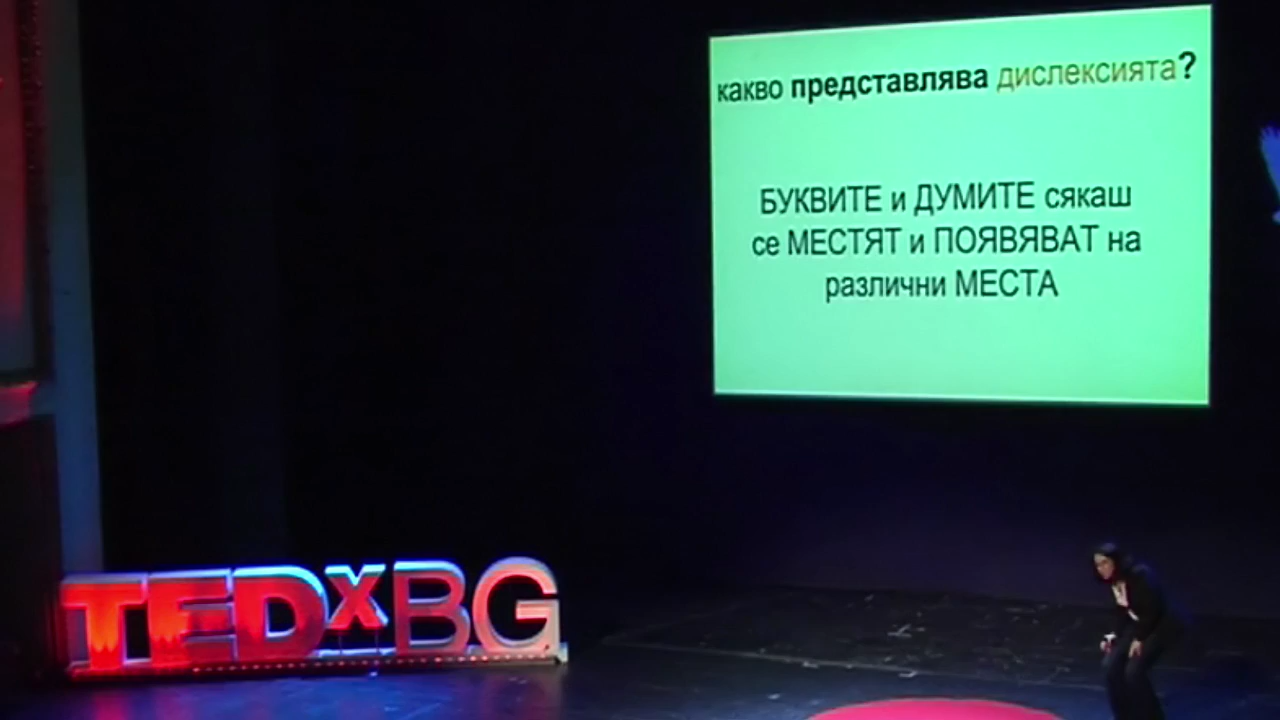 какво представлява дислексията?
БУКВИТЕ и ДУМИТЕ сякаш
се МЕСТЯТ и ПОЯВЯВАТ на
различни МЕСТА
TEDxBG